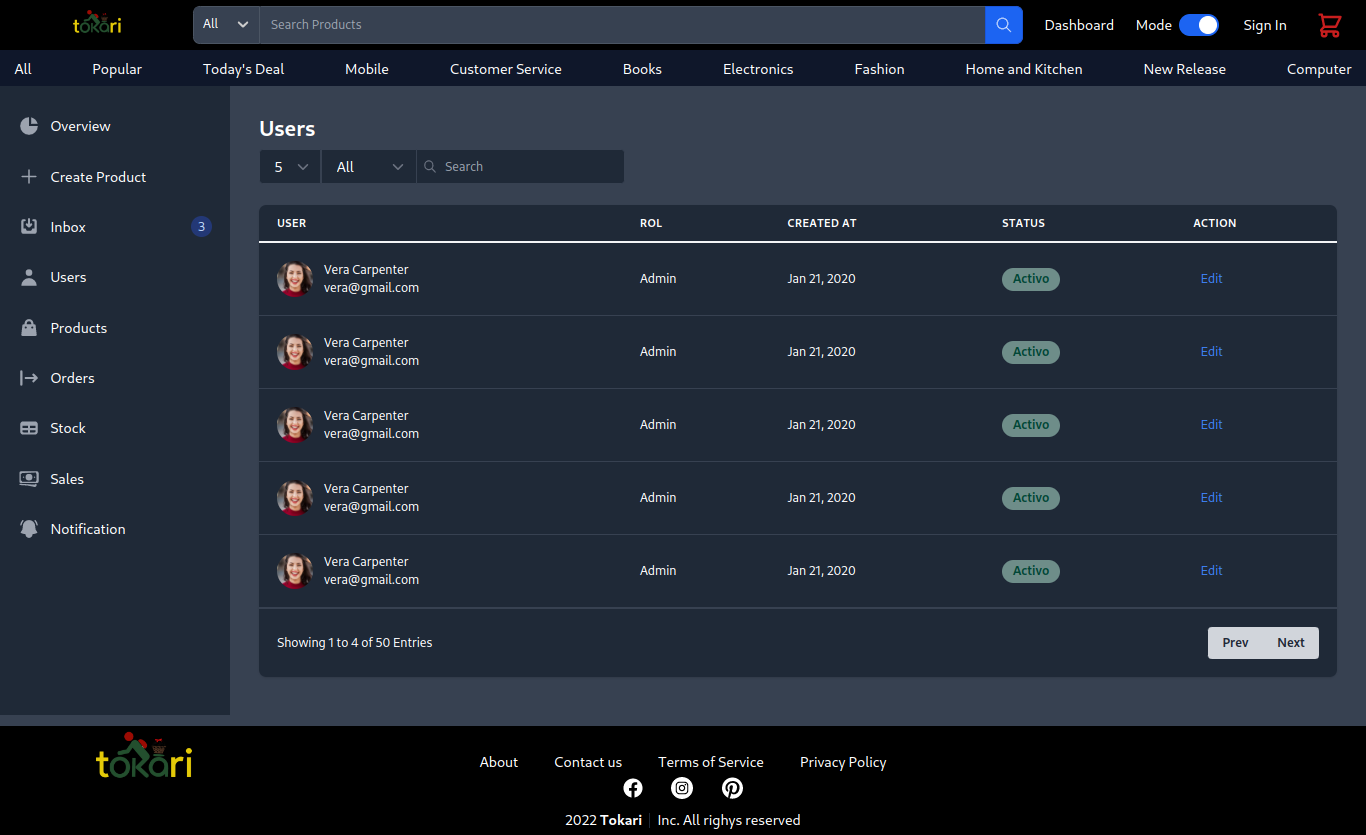 tokari
All
Search Products
Dashboard
Mode
Sign In
All Popular Today's Deal Mobile Customer Service Books Electronics Fashion Home and Kitchen New Release Computer
Overview
Create Product
Inbox 3
Users
Products
Orders
Stock
Sales
Notification
Users
5 All Search
USER ROL CREATED AT STATUS ACTION
Vera Carpenter
vera@gmail.com
Admin Jan 21, 2020 Activo Edit
Vera Carpenter
vera@gmail.com
Admin Jan 21, 2020 Activo Edit
Vera Carpenter
vera@gmail.com
Admin Jan 21, 2020 Activo Edit
Vera Carpenter
vera@gmail.com
Admin Jan 21, 2020 Activo Edit
Vera Carpenter
vera@gmail.com
Admin Jan 21, 2020 Activo Edit
Showing 1 to 4 of 50 Entries
Prev Next
tokari
About Contact us Terms of Service Privacy Policy
2022 Tokari Inc. All righys reserved